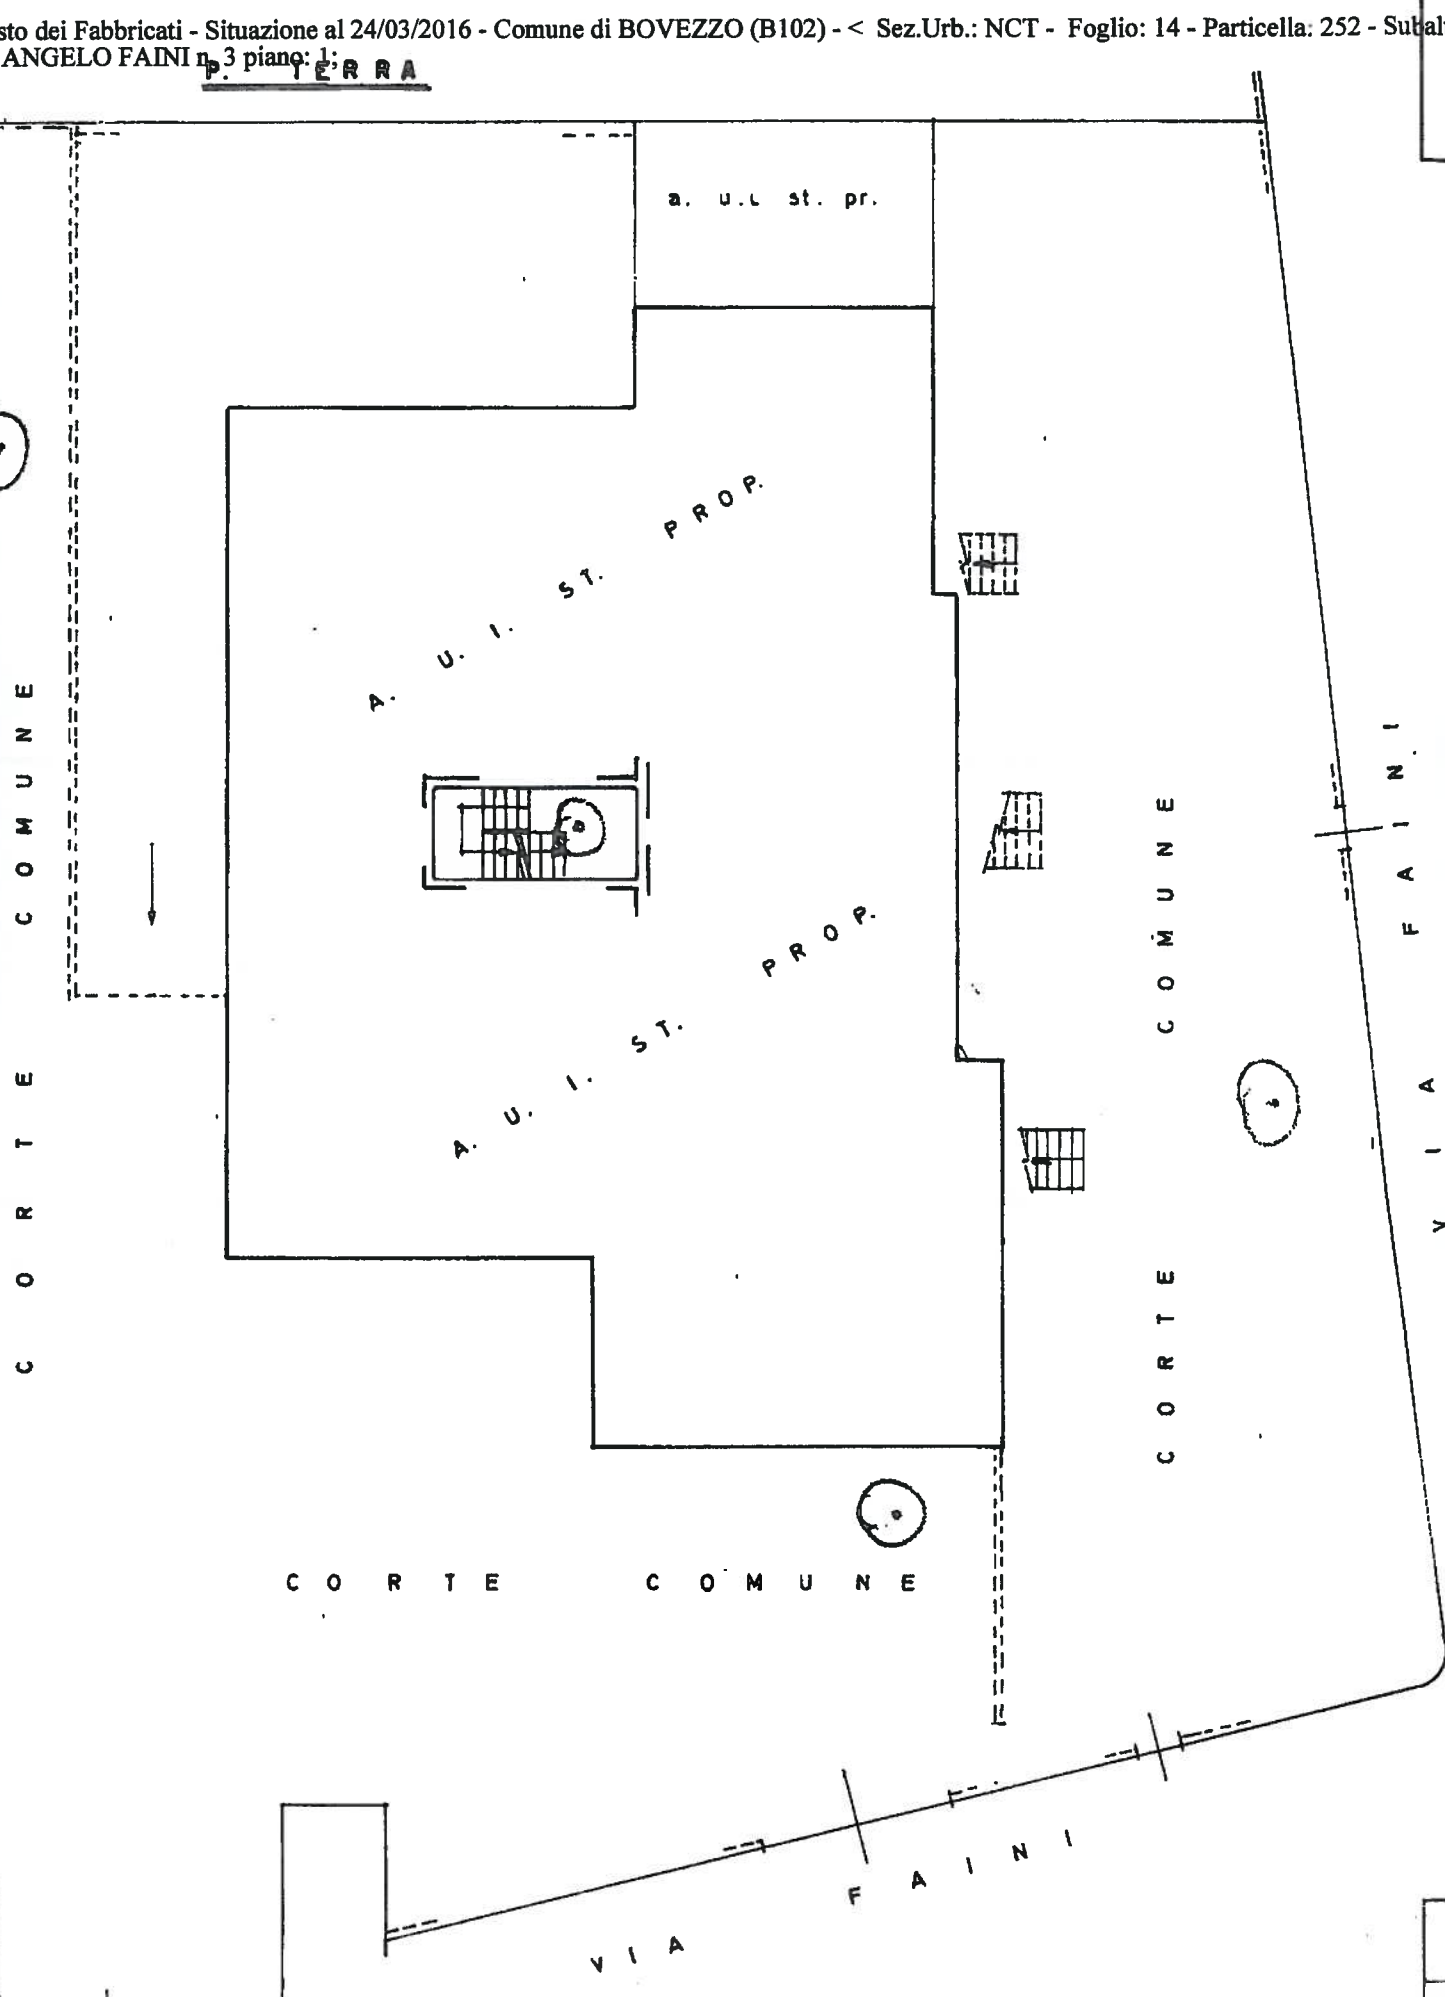 sto dei Fabbricati - Situazione al 24/03/2016 - Comune di BOVEZZO (B102) - < Sez.Urb.: NCT - Foglio: 14 - Particella: 252 -
ANGELO FAINI n. 3 piano: 1;
P. TERRA
a. u.i st. pr.
A. U. I. ST. PROP.
CORTE COMUNE
A. U. I. ST. PROP.
CORTE COMUNE
VIA FAINI
CORTE COMUNE
VIA FAINI